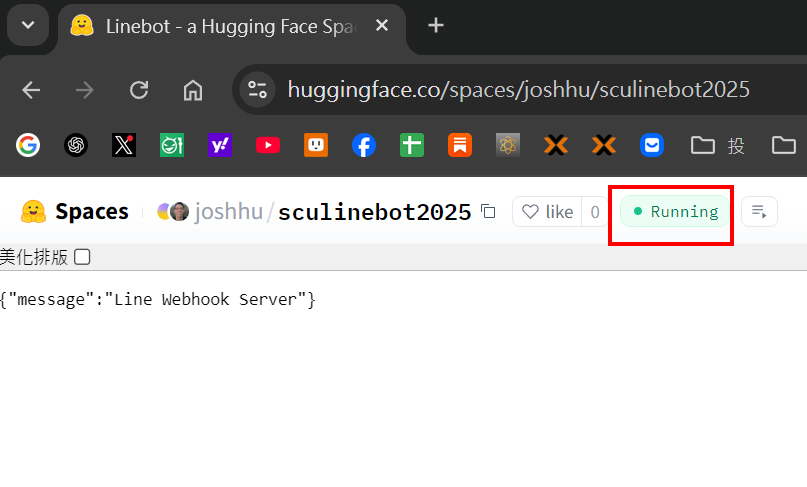 Linebot - a Hugging Face Spa
huggingface.co/spaces/joshhu/sculinebot2025
投
Spaces joshhu/sculinebot2025 like 0 Running
美化排版
{"message":"Line Webhook Server"}